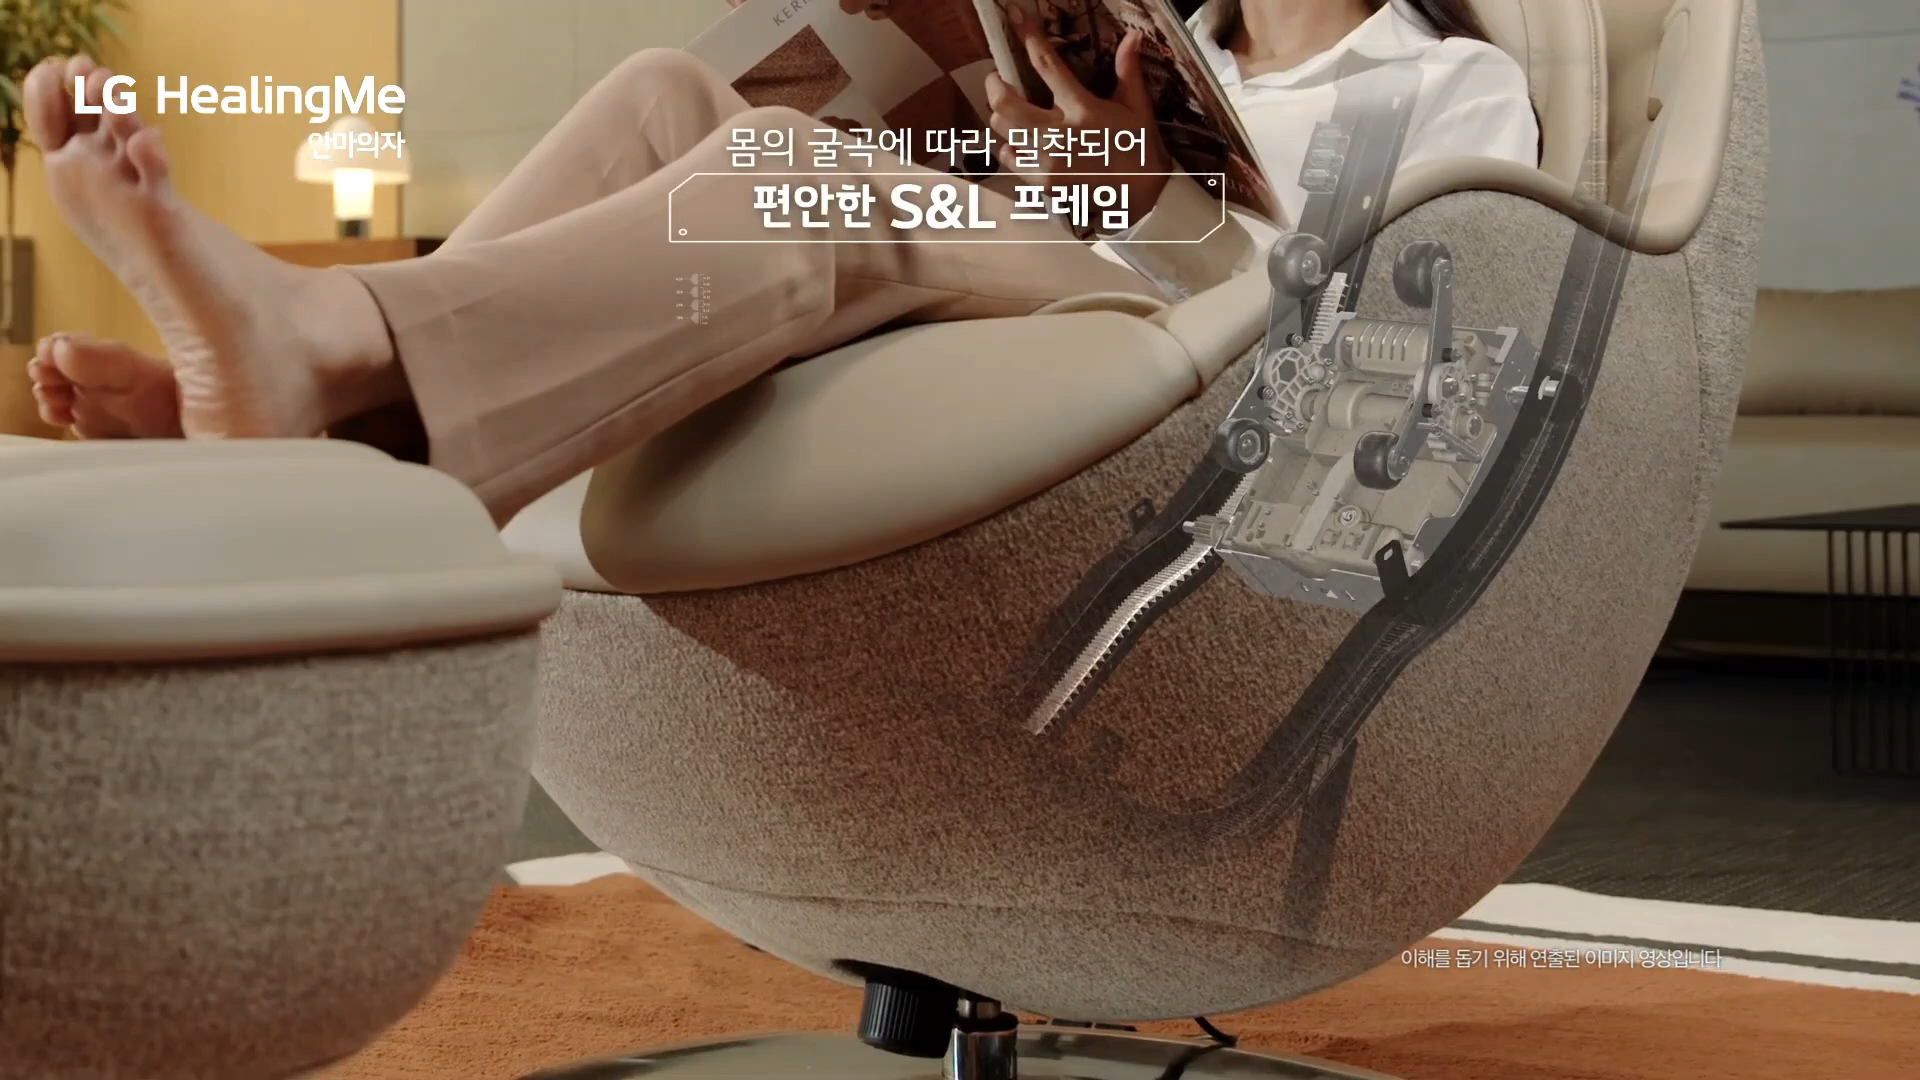 LG HealingMe
안마의자
몸의 굴곡에 따라 밀착되어
편안한 S&L 프레임
이해를 돕기 위해 연출된 이미지 영상입니다